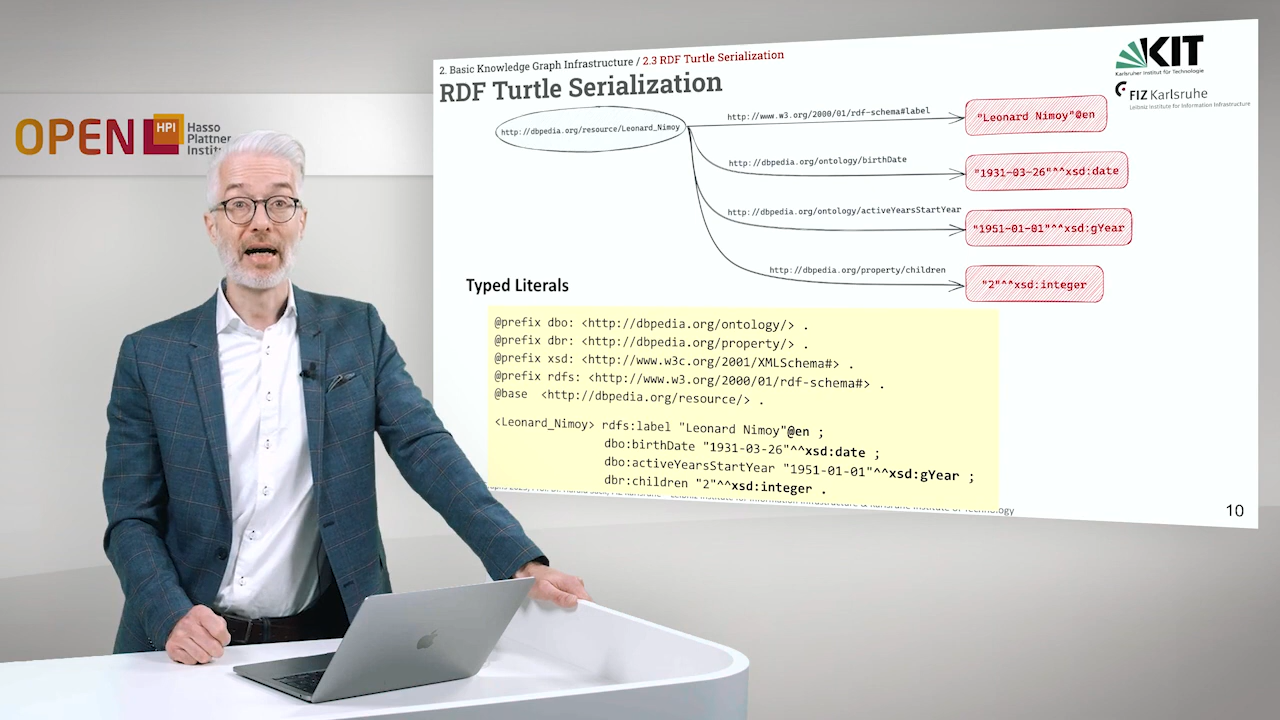 OPEN HPI Hasso
Plattner
2. Basic Knowledge Graph Infrastructure / 2.3 RDF Turtle Serialization
RDF Turtle Serialization
KIT
Karlsruher Institut für Technologie
FIZ Karlsruhe
Leibniz Institute for Information Infrastructure
http://dbpedia.org/resource/Leonard_Nimoy
http://www.w3.org/2000/01/rdf-schema#label
"Leonard Nimoy"@en
http://dbpedia.org/ontology/birthDate
"1931-03-26"^^xsd:date
http://dbpedia.org/ontology/activeYearsStartYear
"1951-01-01"^^xsd:gYear
http://dbpedia.org/property/children
"2"^^xsd:integer
Typed Literals
@prefix dbo: <http://dbpedia.org/ontology/> .
@prefix dbr: <http://dbpedia.org/property/> .
@prefix xsd: <http://www.w3c.org/2001/XMLSchema#> .
@prefix rdfs: <http://www.w3.org/2000/01/rdf-schema#> .
@base <http://dbpedia.org/resource/> .
<Leonard_Nimoy> rdfs:label "Leonard Nimoy"@en ;
dbo:birthDate "1931-03-26"^^xsd:date ;
dbo:activeYearsStartYear "1951-01-01"^^xsd:gYear ;
dbr:children "2"^^xsd:integer .
10